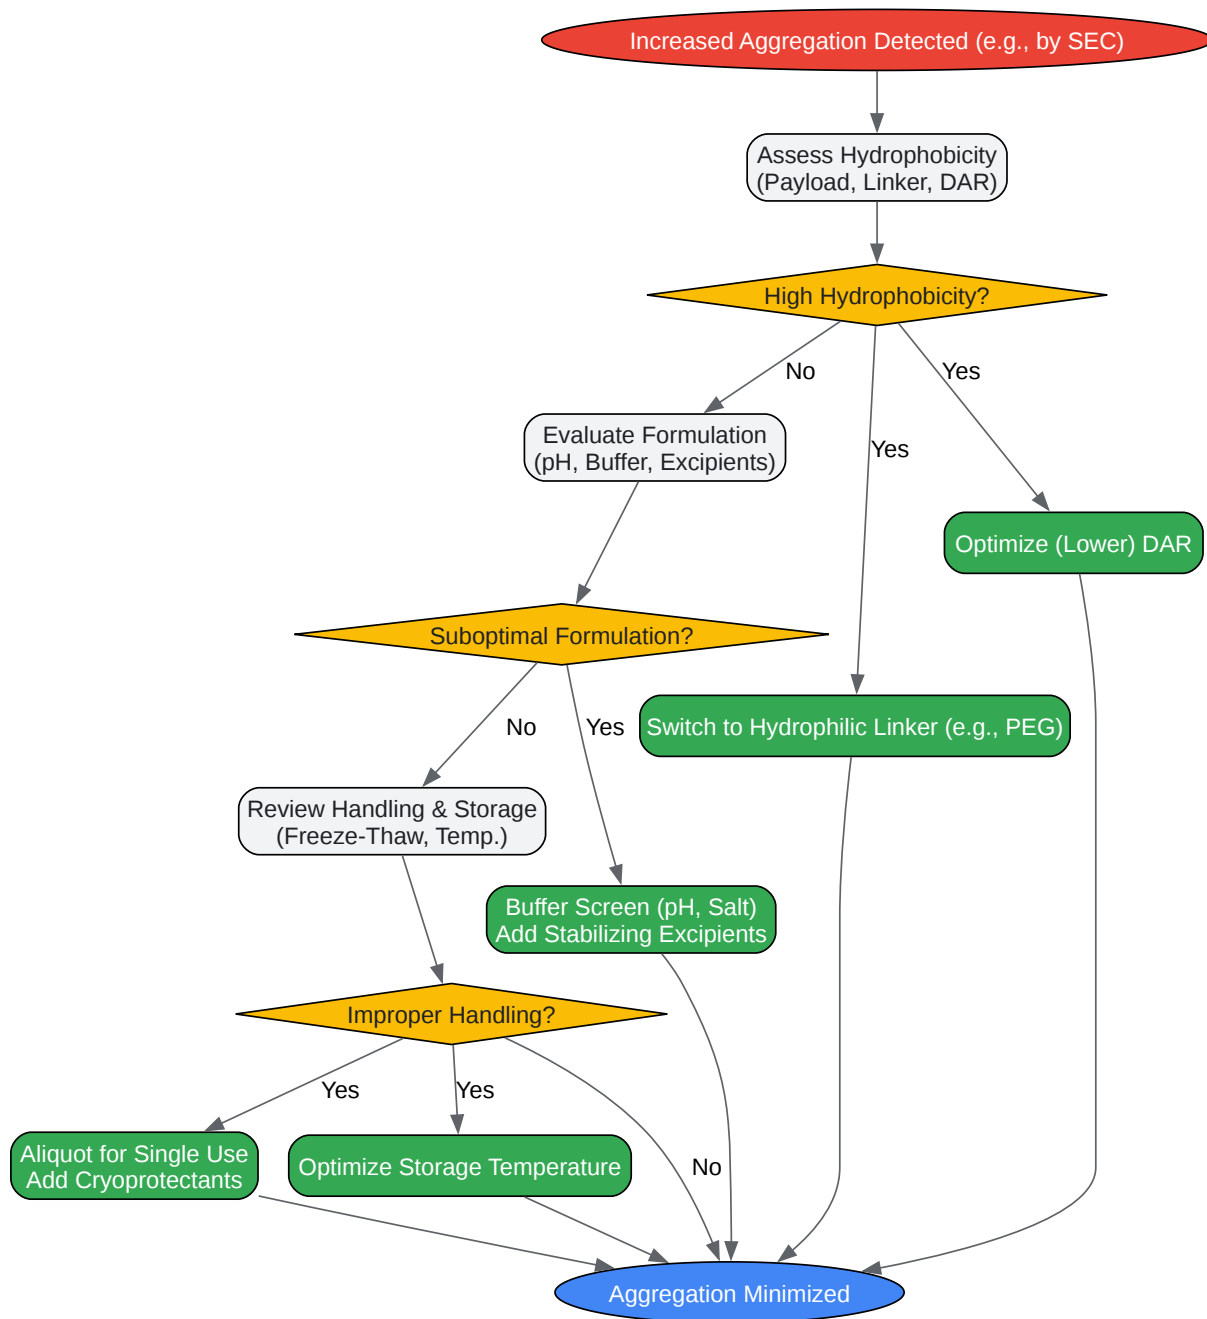 Increased Aggregation Detected (e.g., by SEC)
Assess Hydrophobicity
(Payload, Linker, DAR)
High Hydrophobicity?
No
Yes
Yes
Evaluate Formulation
(pH, Buffer, Excipients)
Optimize (Lower) DAR
Suboptimal Formulation?
No
Yes
Switch to Hydrophilic Linker (e.g., PEG)
Review Handling & Storage
(Freeze-Thaw, Temp.)
Buffer Screen (pH, Salt)
Add Stabilizing Excipients
Improper Handling?
Yes
Yes
No
Aliquot for Single Use
Add Cryoprotectants
Optimize Storage Temperature
Aggregation Minimized